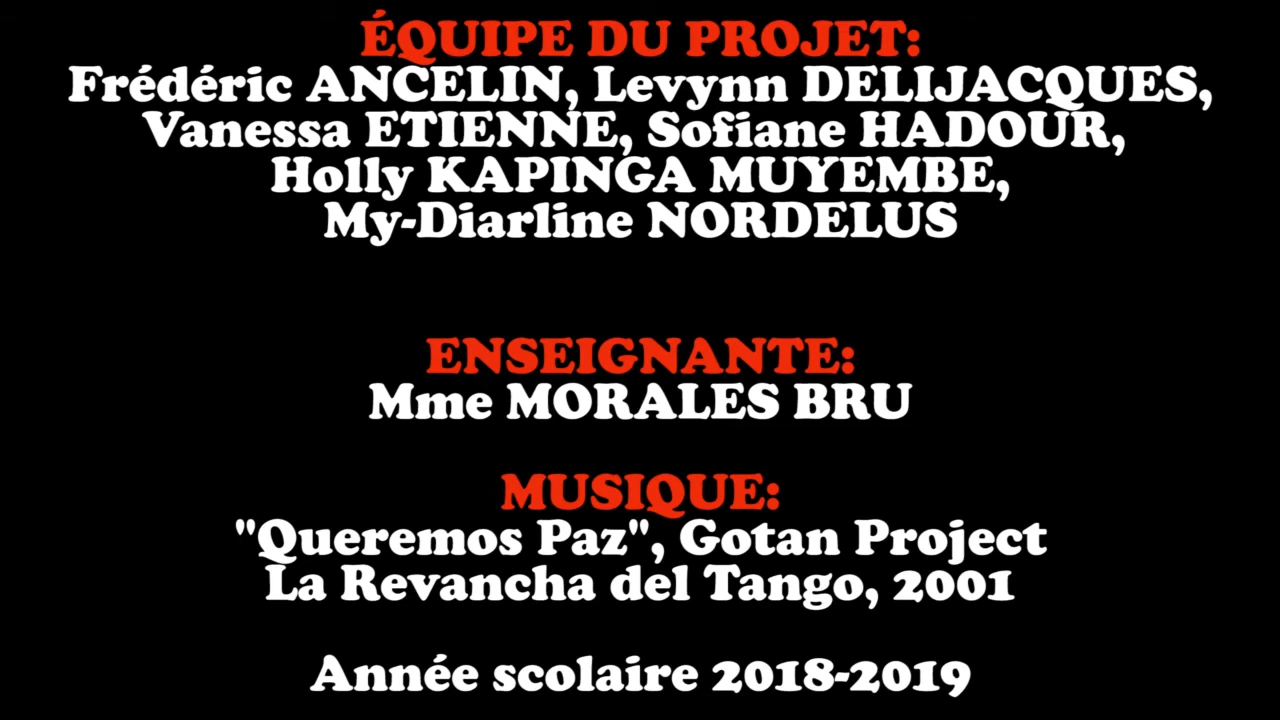 ÉQUIPE DU PROJET:
Frédéric ANCELIN, Levynn DELIJACQUES,
Vanessa ETIENNE, Sofiane HADOUR,
Holly KAPINGA MUYEMBE,
My-Diarline NORDELUS
ENSEIGNANTE:
Mme MORALES BRU
MUSIQUE:
"Queremos Paz", Gotan Project
La Revancha del Tango, 2001
Année scolaire 2018-2019